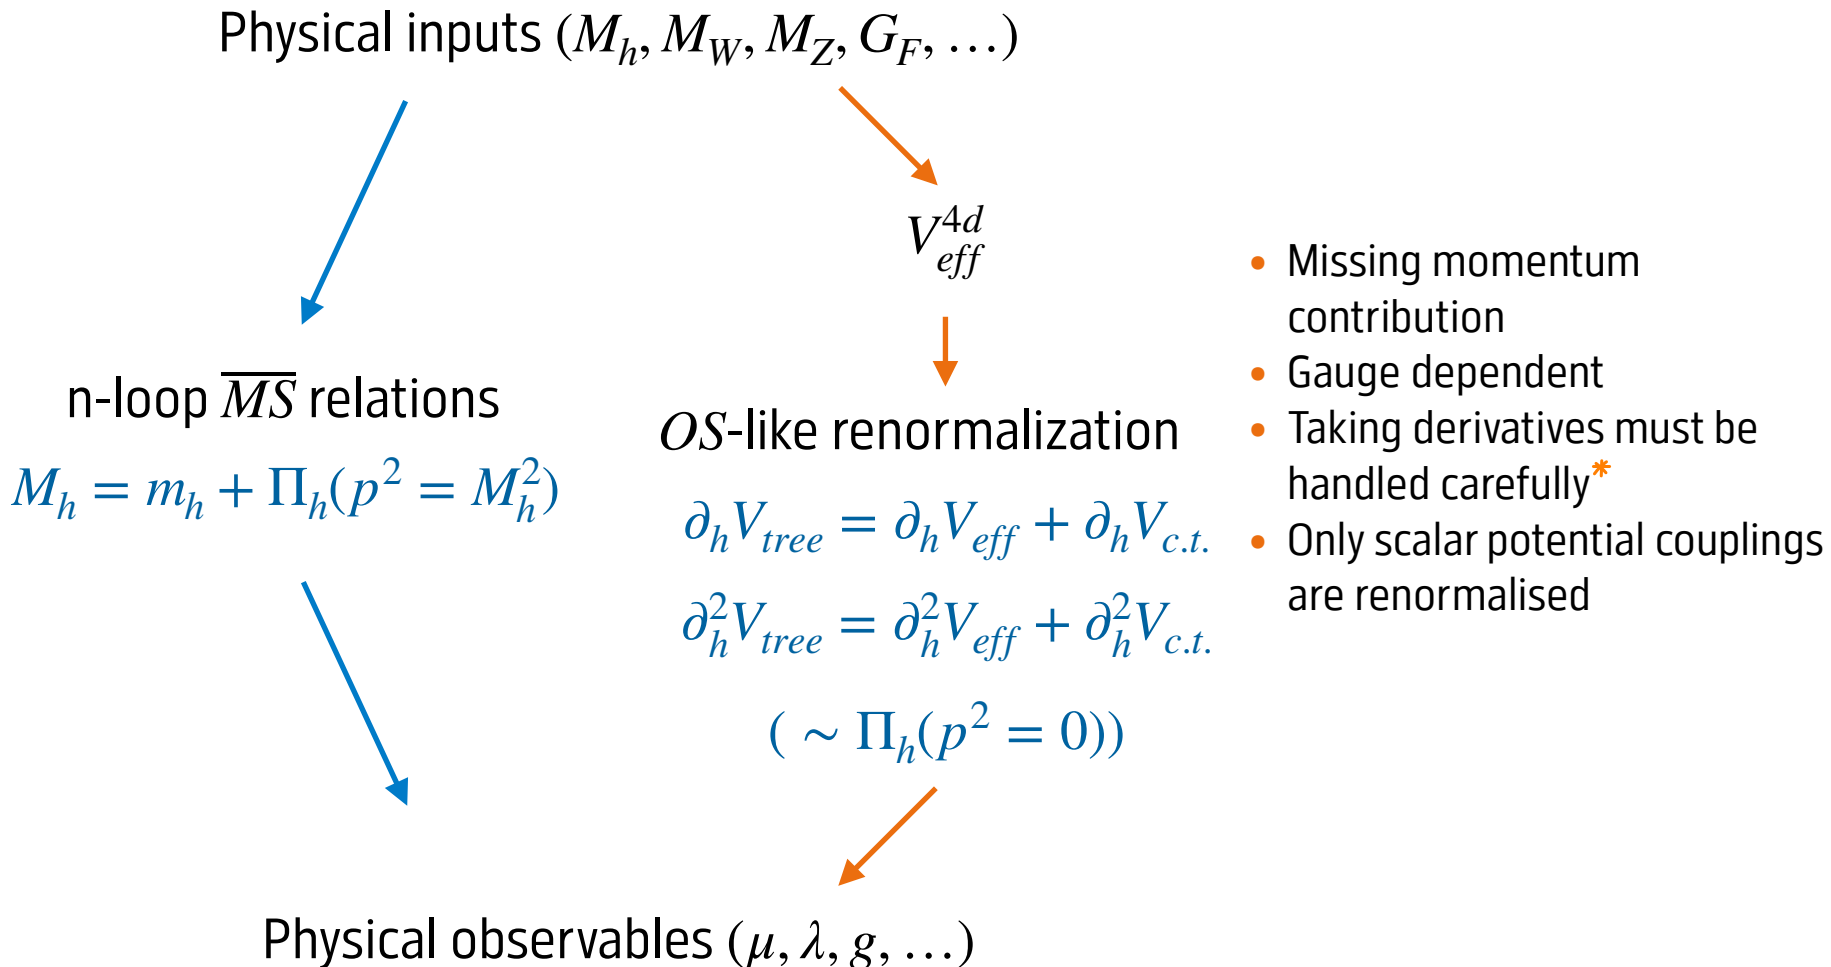 Physical inputs (M_h, M_W, M_Z, G_F, …)
V_{eff}^{4d}
n-loop \overline{MS} relations
M_h = m_h + Π_h(p^2 = M_h^2)
OS-like renormalization
∂_h V_{tree} = ∂_h V_{eff} + ∂_h V_{c.t.}
∂_h^2 V_{tree} = ∂_h^2 V_{eff} + ∂_h^2 V_{c.t.}
( ∼ Π_h(p^2 = 0))
• Missing momentum
contribution
• Gauge dependent
• Taking derivatives must be
handled carefully*
• Only scalar potential couplings
are renormalised
Physical observables (μ, λ, g, …)